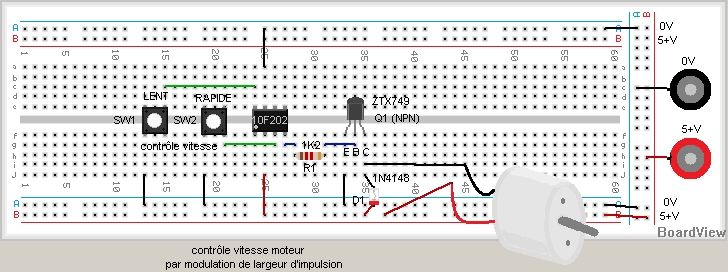 A B
0V
5+V
A
B
1 5 10 15 20 25 30 35 40 45 50 55 60
a
b
c
d
e
0V
LENT
RAPIDE
ZTX749
SW1
SW2
10F202
Q1 (NPN)
5+V
contrôle vitesse
1K2
E B C
f
g
h
i
j
R1
1N4148
1 5 10 15 20 25 30 35 40 45 50 55 60
D1
A
B
0V
5+V
A B
BoardView
contrôle vitesse moteur
par modulation de largeur d'impulsion